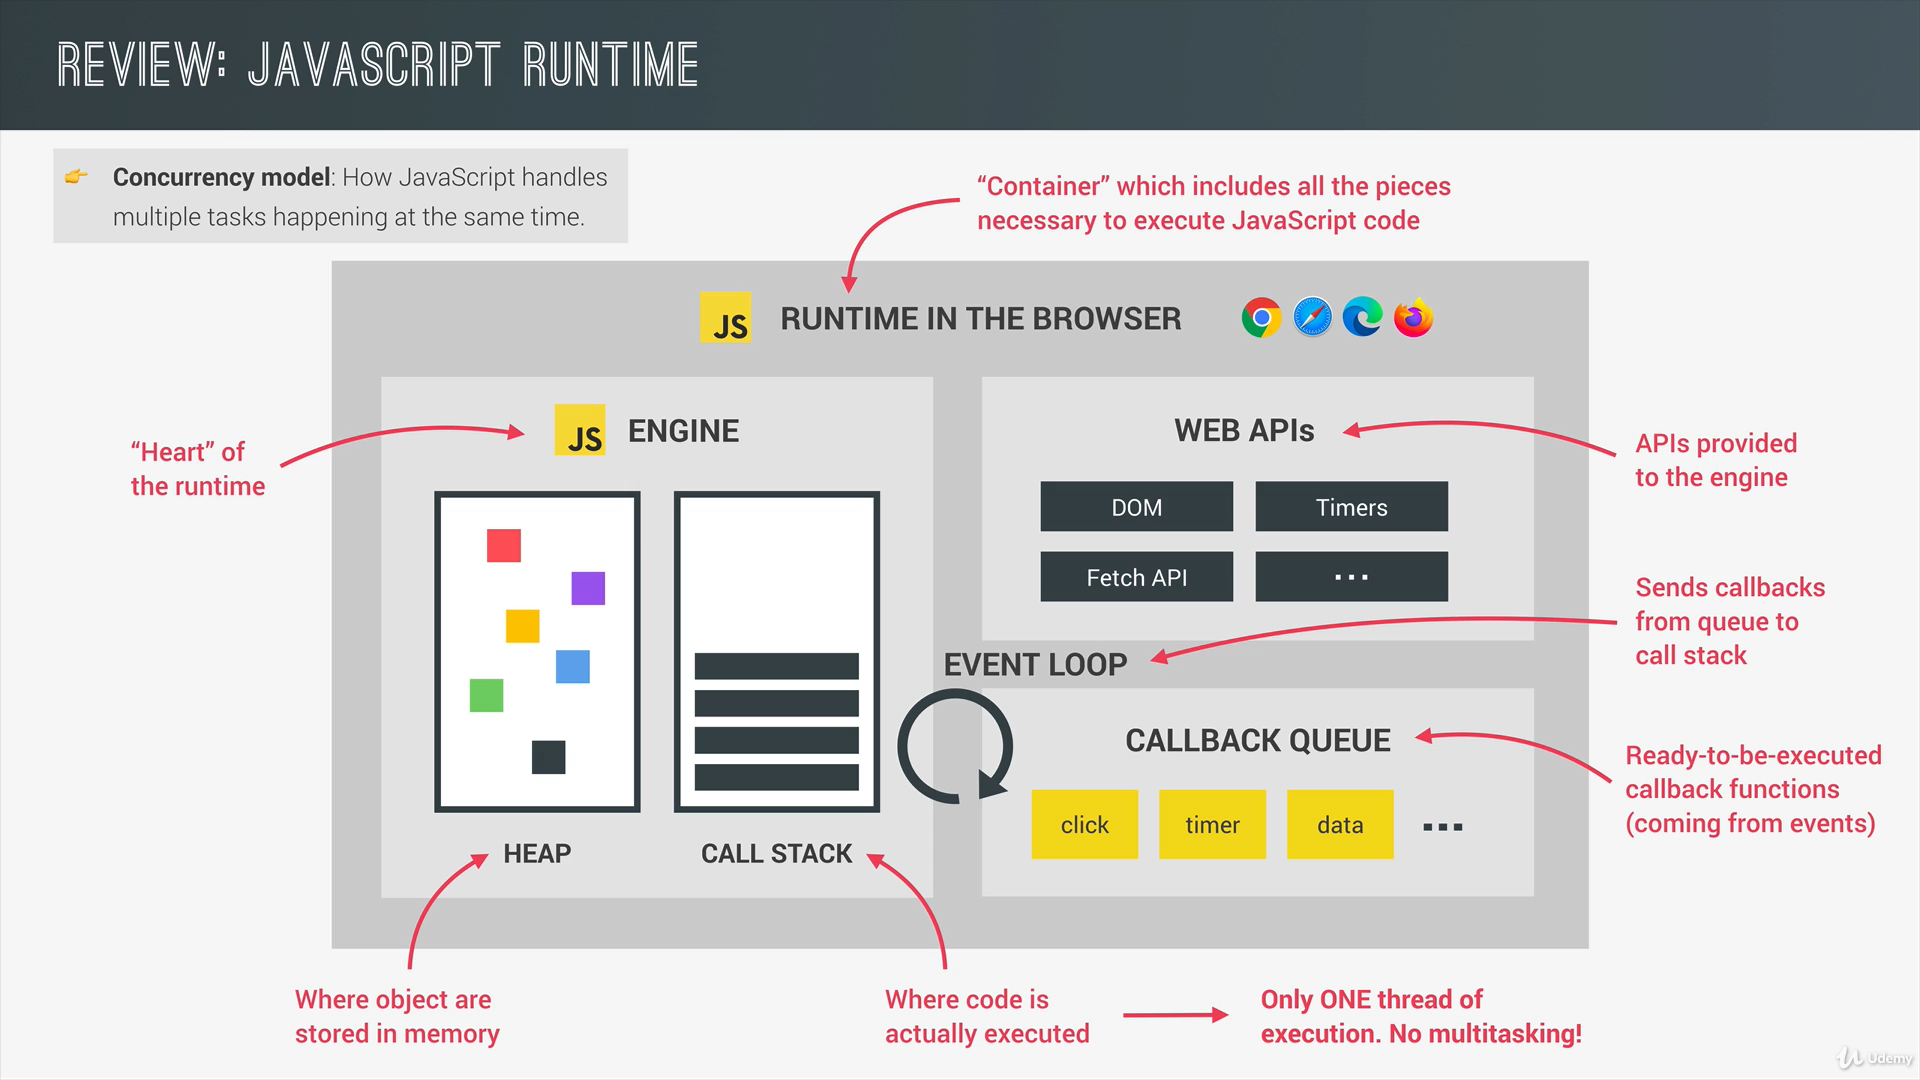 REVIEW: JAVASCRIPT RUNTIME
👉 Concurrency model: How JavaScript handles
multiple tasks happening at the same time.
“Container” which includes all the pieces
necessary to execute JavaScript code
JS RUNTIME IN THE BROWSER
“Heart” of
the runtime
JS ENGINE
HEAP
CALL STACK
WEB APIs
DOM
Timers
Fetch API
...
APIs provided
to the engine
EVENT LOOP
Sends callbacks
from queue to
call stack
CALLBACK QUEUE
click
timer
data
...
Ready-to-be-executed
callback functions
(coming from events)
Where object are
stored in memory
Where code is
actually executed
Only ONE thread of
execution. No multitasking!
Udemy